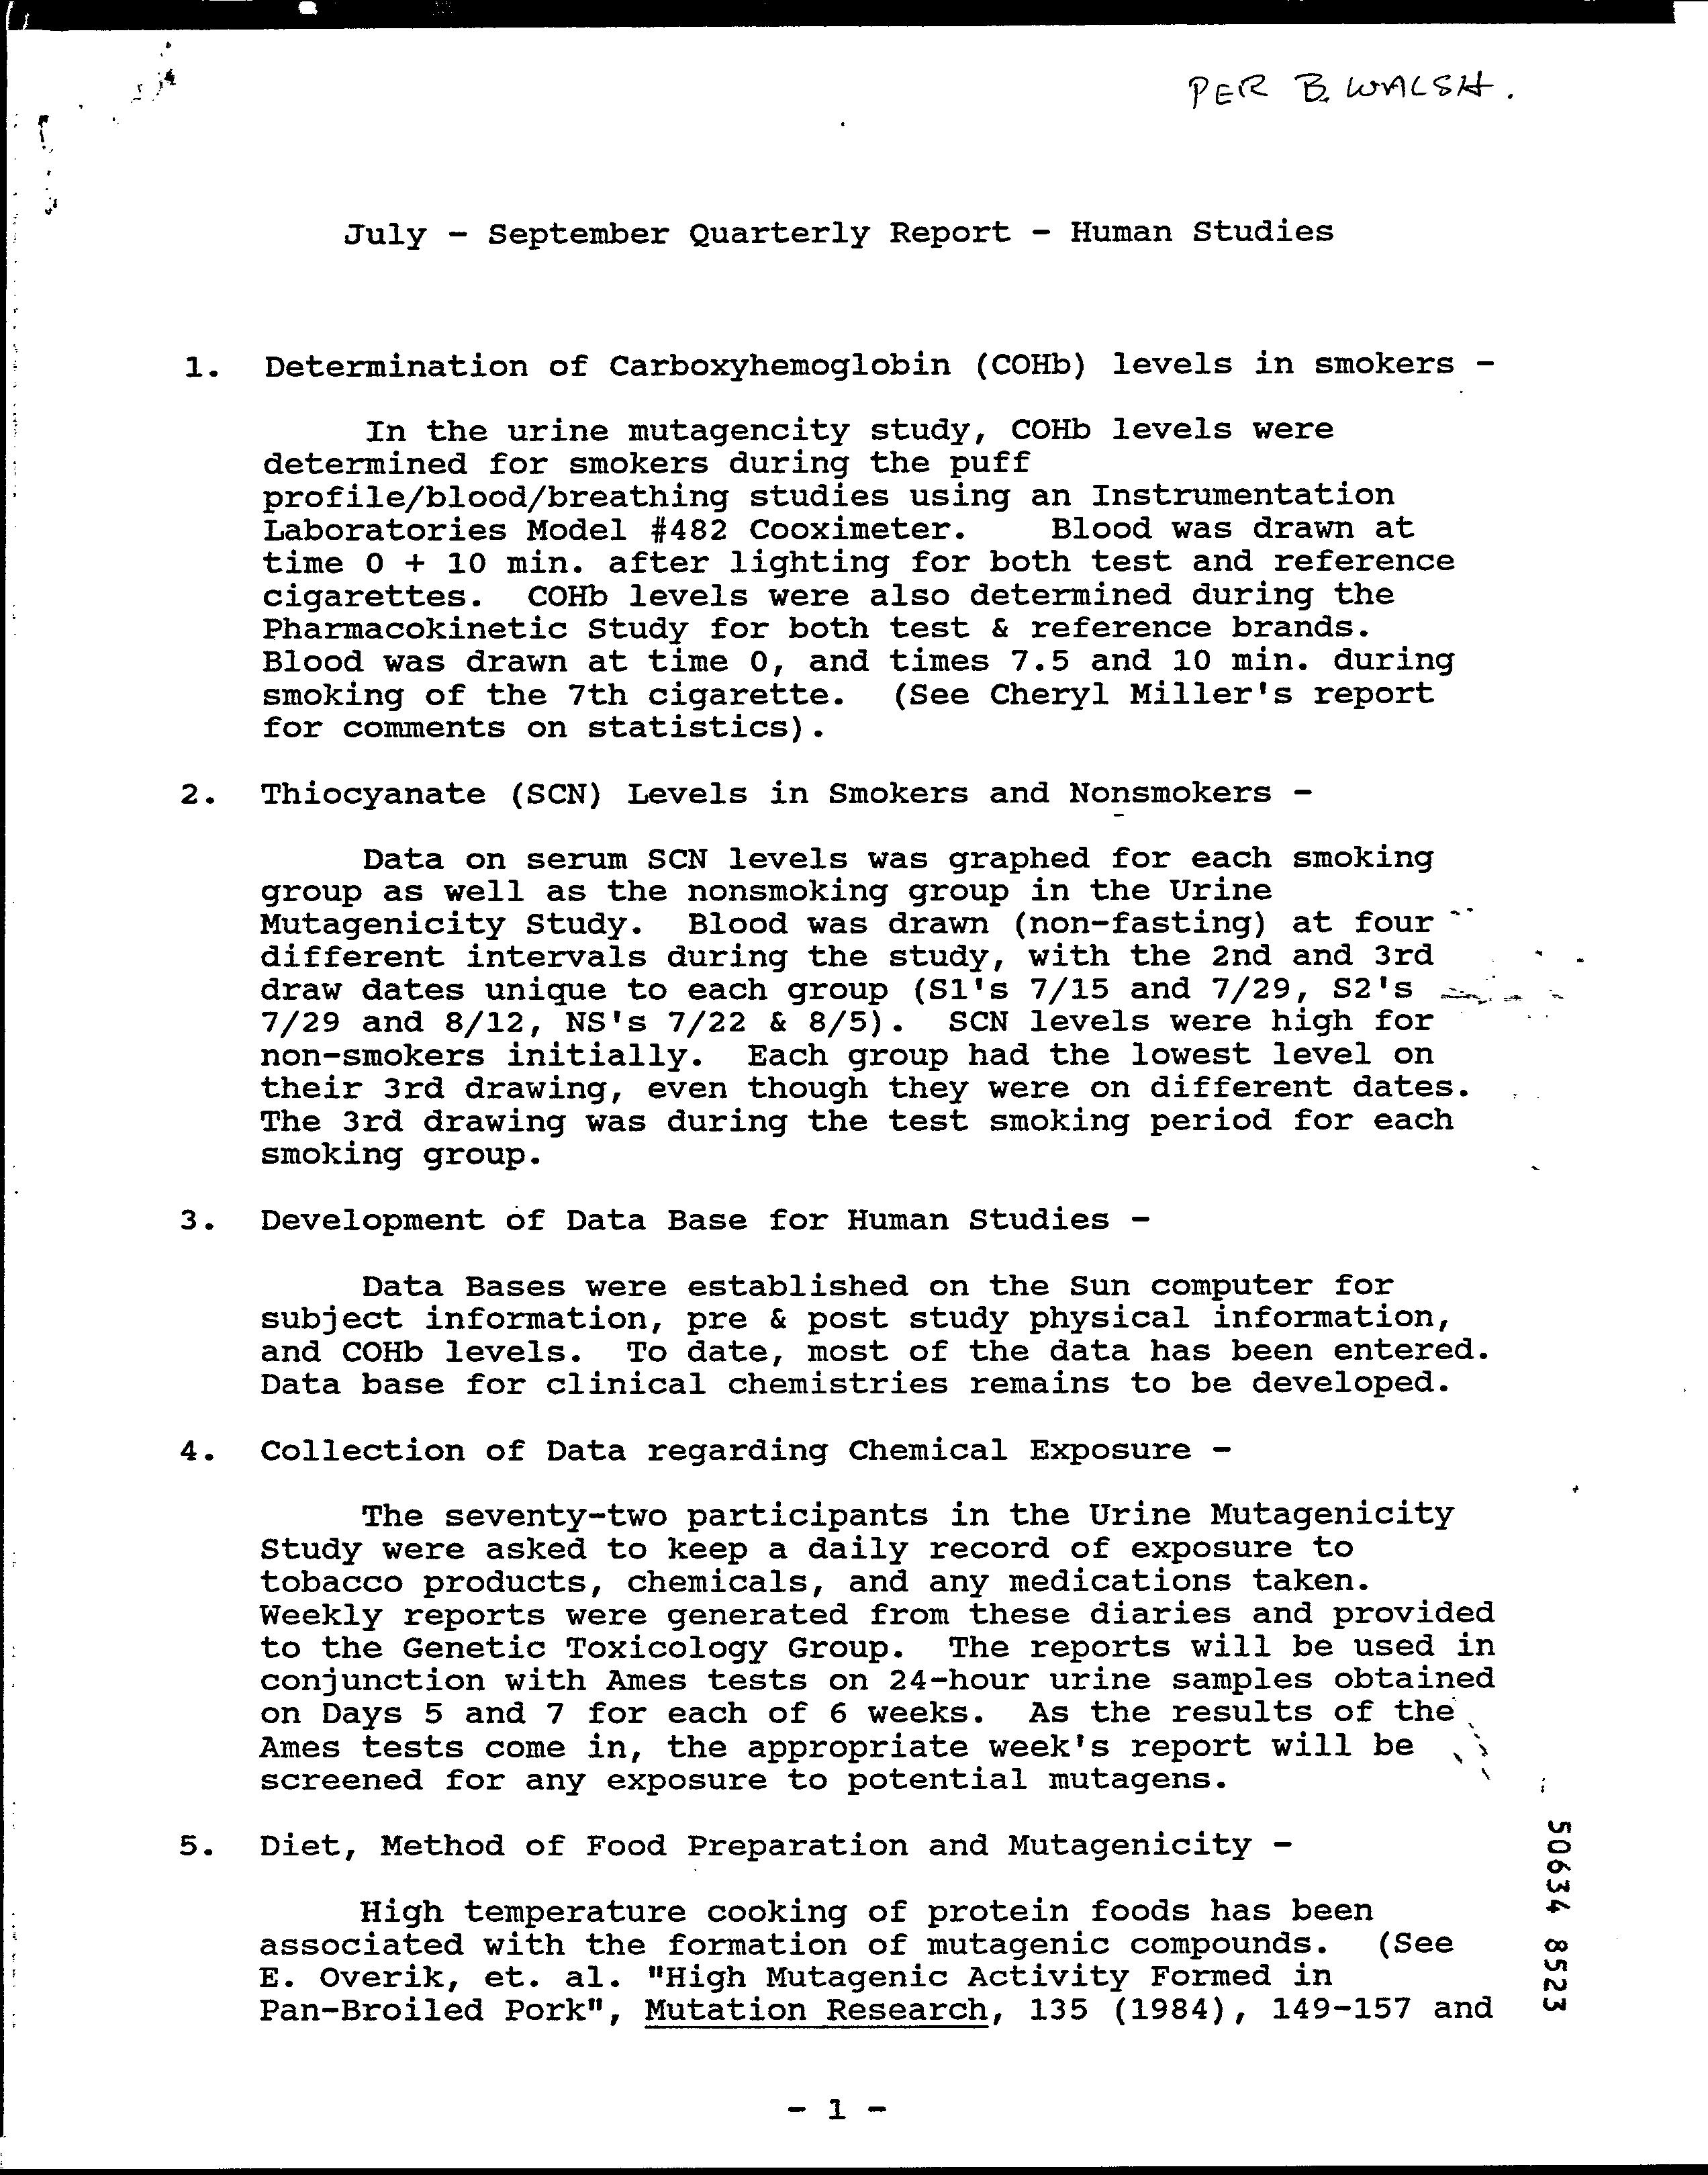 PER B. WALSH.
July - September Quarterly Report - Human Studies
1. Determination of Carboxyhemoglobin (COHb) levels in smokers -
In the urine mutagencity study, COHb levels were
determined for smokers during the puff
profile/blood/breathing studies using an Instrumentation
Laboratories Model #482 Cooximeter. Blood was drawn at
time 0 + 10 min. after lighting for both test and reference
cigarettes. COHb levels were also determined during the
Pharmacokinetic Study for both test & reference brands.
Blood was drawn at time 0, and times 7.5 and 10 min. during
smoking of the 7th cigarette. (See Cheryl Miller's report
for comments on statistics).
2. Thiocyanate (SCN) Levels in Smokers and Nonsmokers -
Data on serum SCN levels was graphed for each smoking
group as well as the nonsmoking group in the Urine
Mutagenicity Study. Blood was drawn (non-fasting) at four
different intervals during the study, with the 2nd and 3rd
draw dates unique to each group (S1's 7/15 and 7/29, S2's
7/29 and 8/12, NS's 7/22 & 8/5). SCN levels were high for
non-smokers initially. Each group had the lowest level on
their 3rd drawing, even though they were on different dates.
The 3rd drawing was during the test smoking period for each
smoking group.
3. Development of Data Base for Human Studies -
Data Bases were established on the Sun computer for
subject information, pre & post study physical information,
and COHb levels. To date, most of the data has been entered.
Data base for clinical chemistries remains to be developed.
4. Collection of Data regarding Chemical Exposure -
The seventy-two participants in the Urine Mutagenicity
Study were asked to keep a daily record of exposure to
tobacco products, chemicals, and any medications taken.
Weekly reports were generated from these diaries and provided
to the Genetic Toxicology Group. The reports will be used in
conjunction with Ames tests on 24-hour urine samples obtained
on Days 5 and 7 for each of 6 weeks. As the results of the
Ames tests come in, the appropriate week's report will be
screened for any exposure to potential mutagens.
5. Diet, Method of Food Preparation and Mutagenicity -
High temperature cooking of protein foods has been
associated with the formation of mutagenic compounds. (See
E. Overik, et. al. "High Mutagenic Activity Formed in
Pan-Broiled Pork", Mutation Research, 135 (1984), 149-157 and
- 1 -
50634 8523